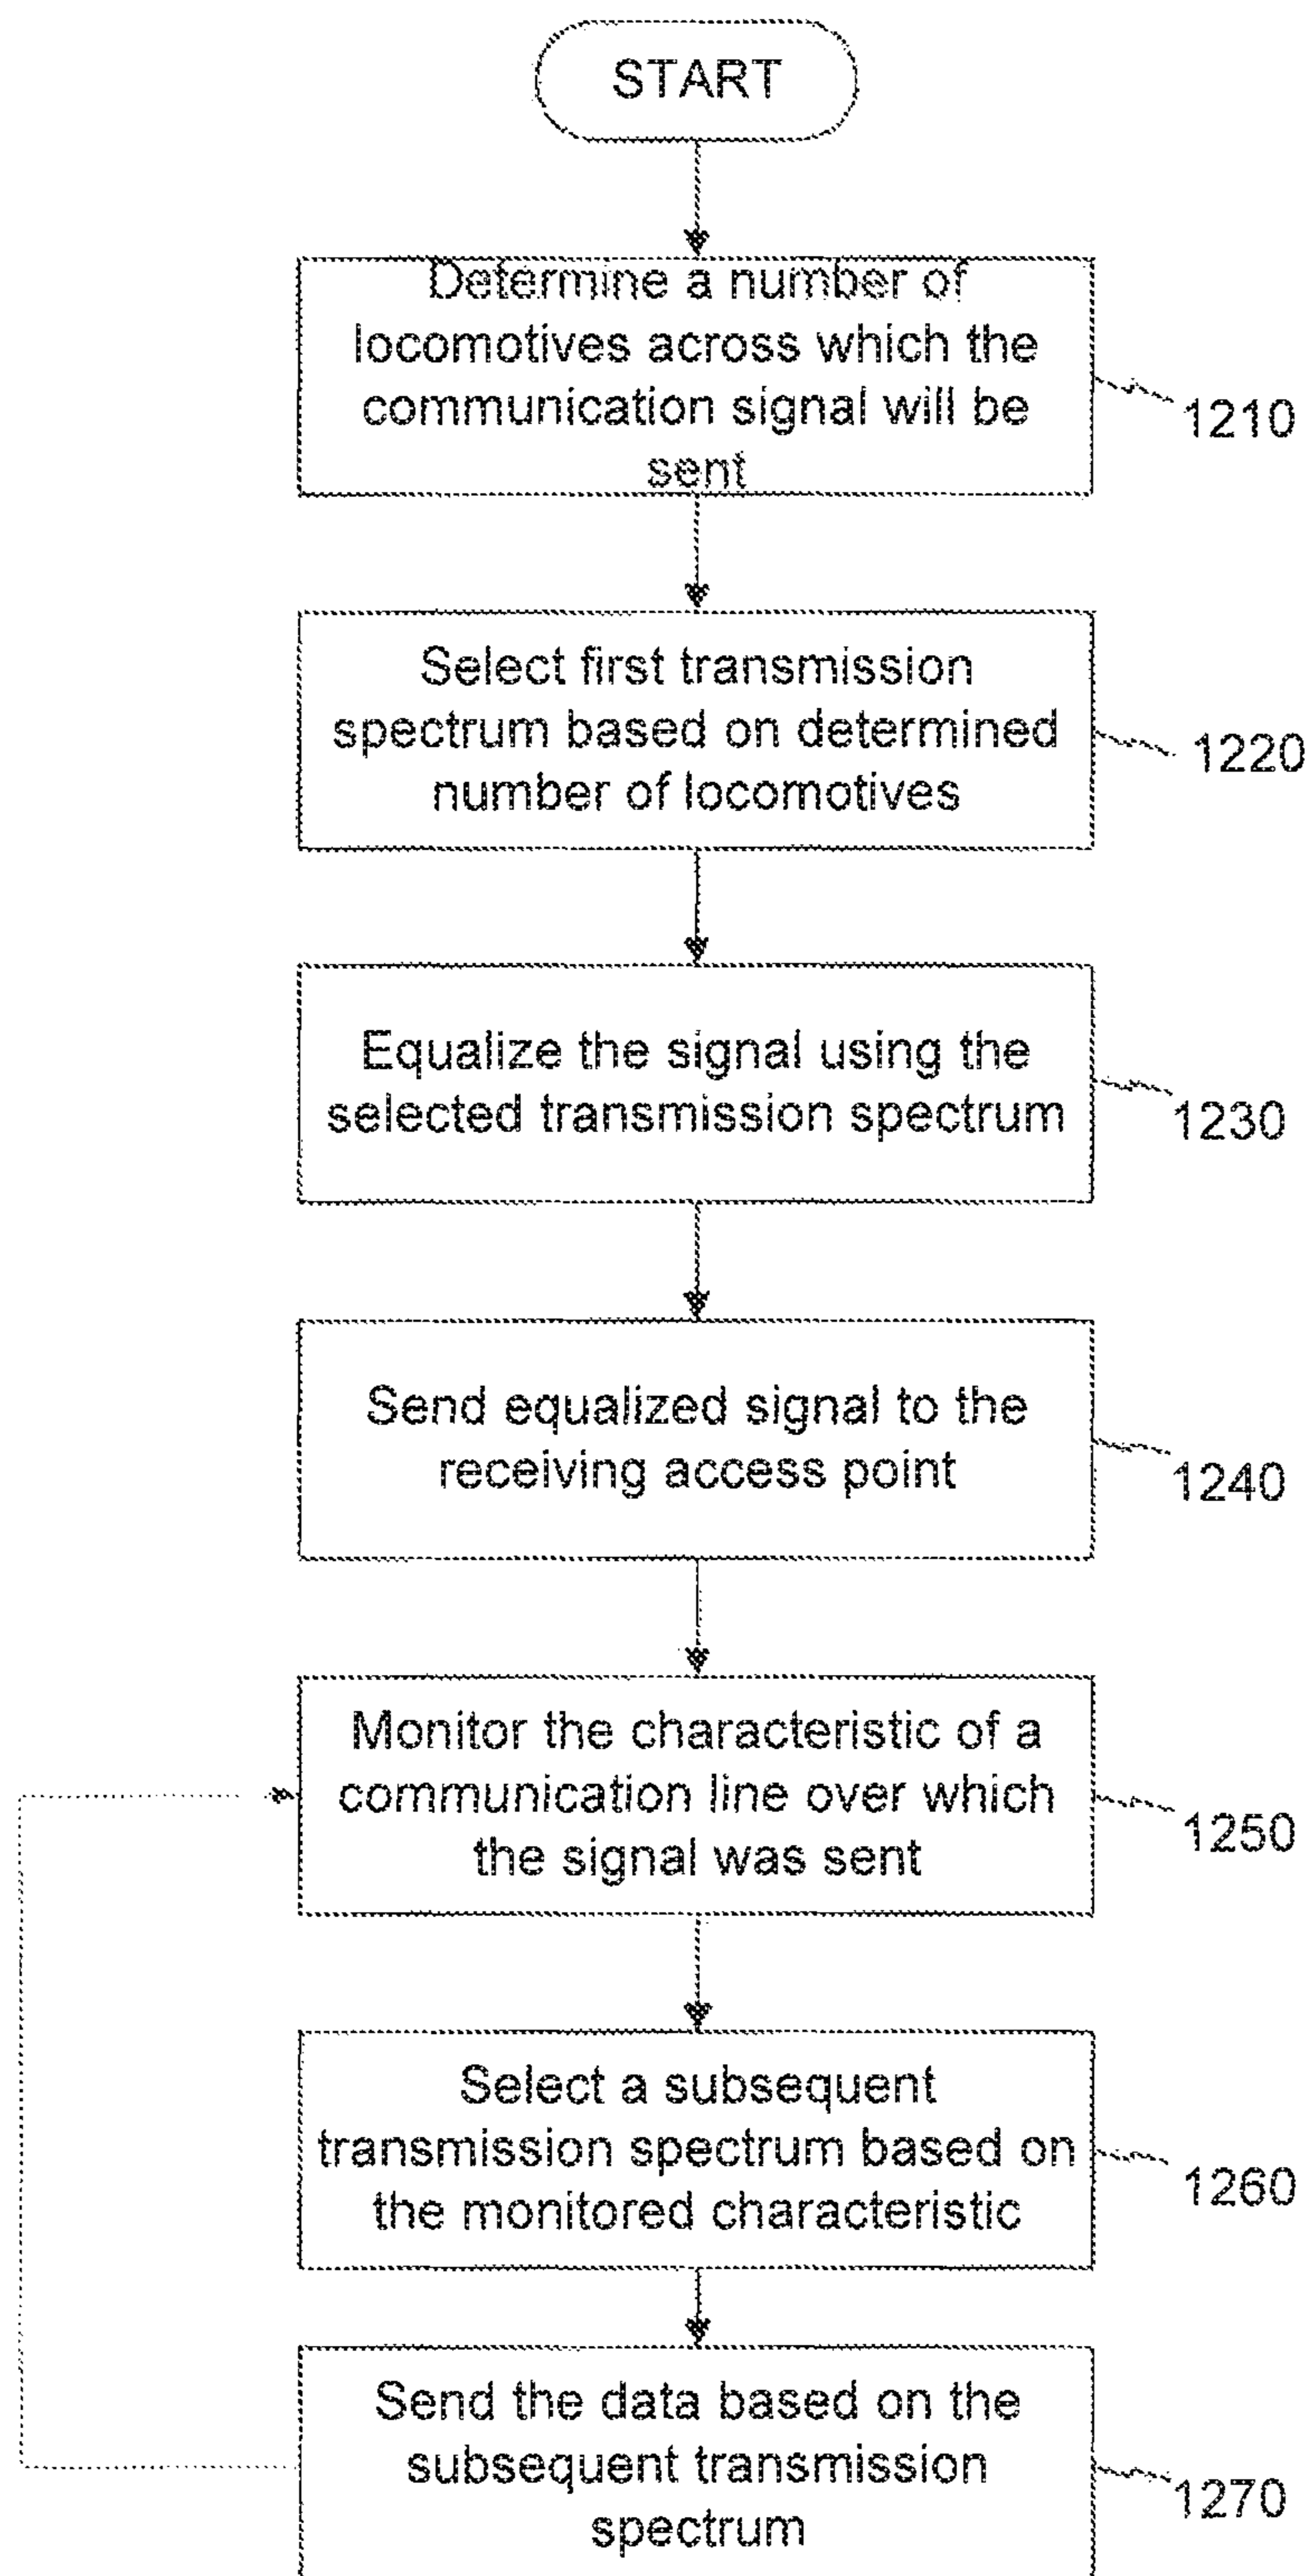 START
Determine a number of
locomotives across which the
communication signal will be
sent
1210
Select first transmission
spectrum based on determined
number of locomotives
1220
Equalize the signal using the
selected transmission spectrum
1230
Send equalized signal to the
receiving access point
1240
Monitor the characteristic of a
communication line over which
the signal was sent
1250
Select a subsequent
transmission spectrum based on
the monitored characteristic
1260
Send the data based on the
subsequent transmission
spectrum
1270